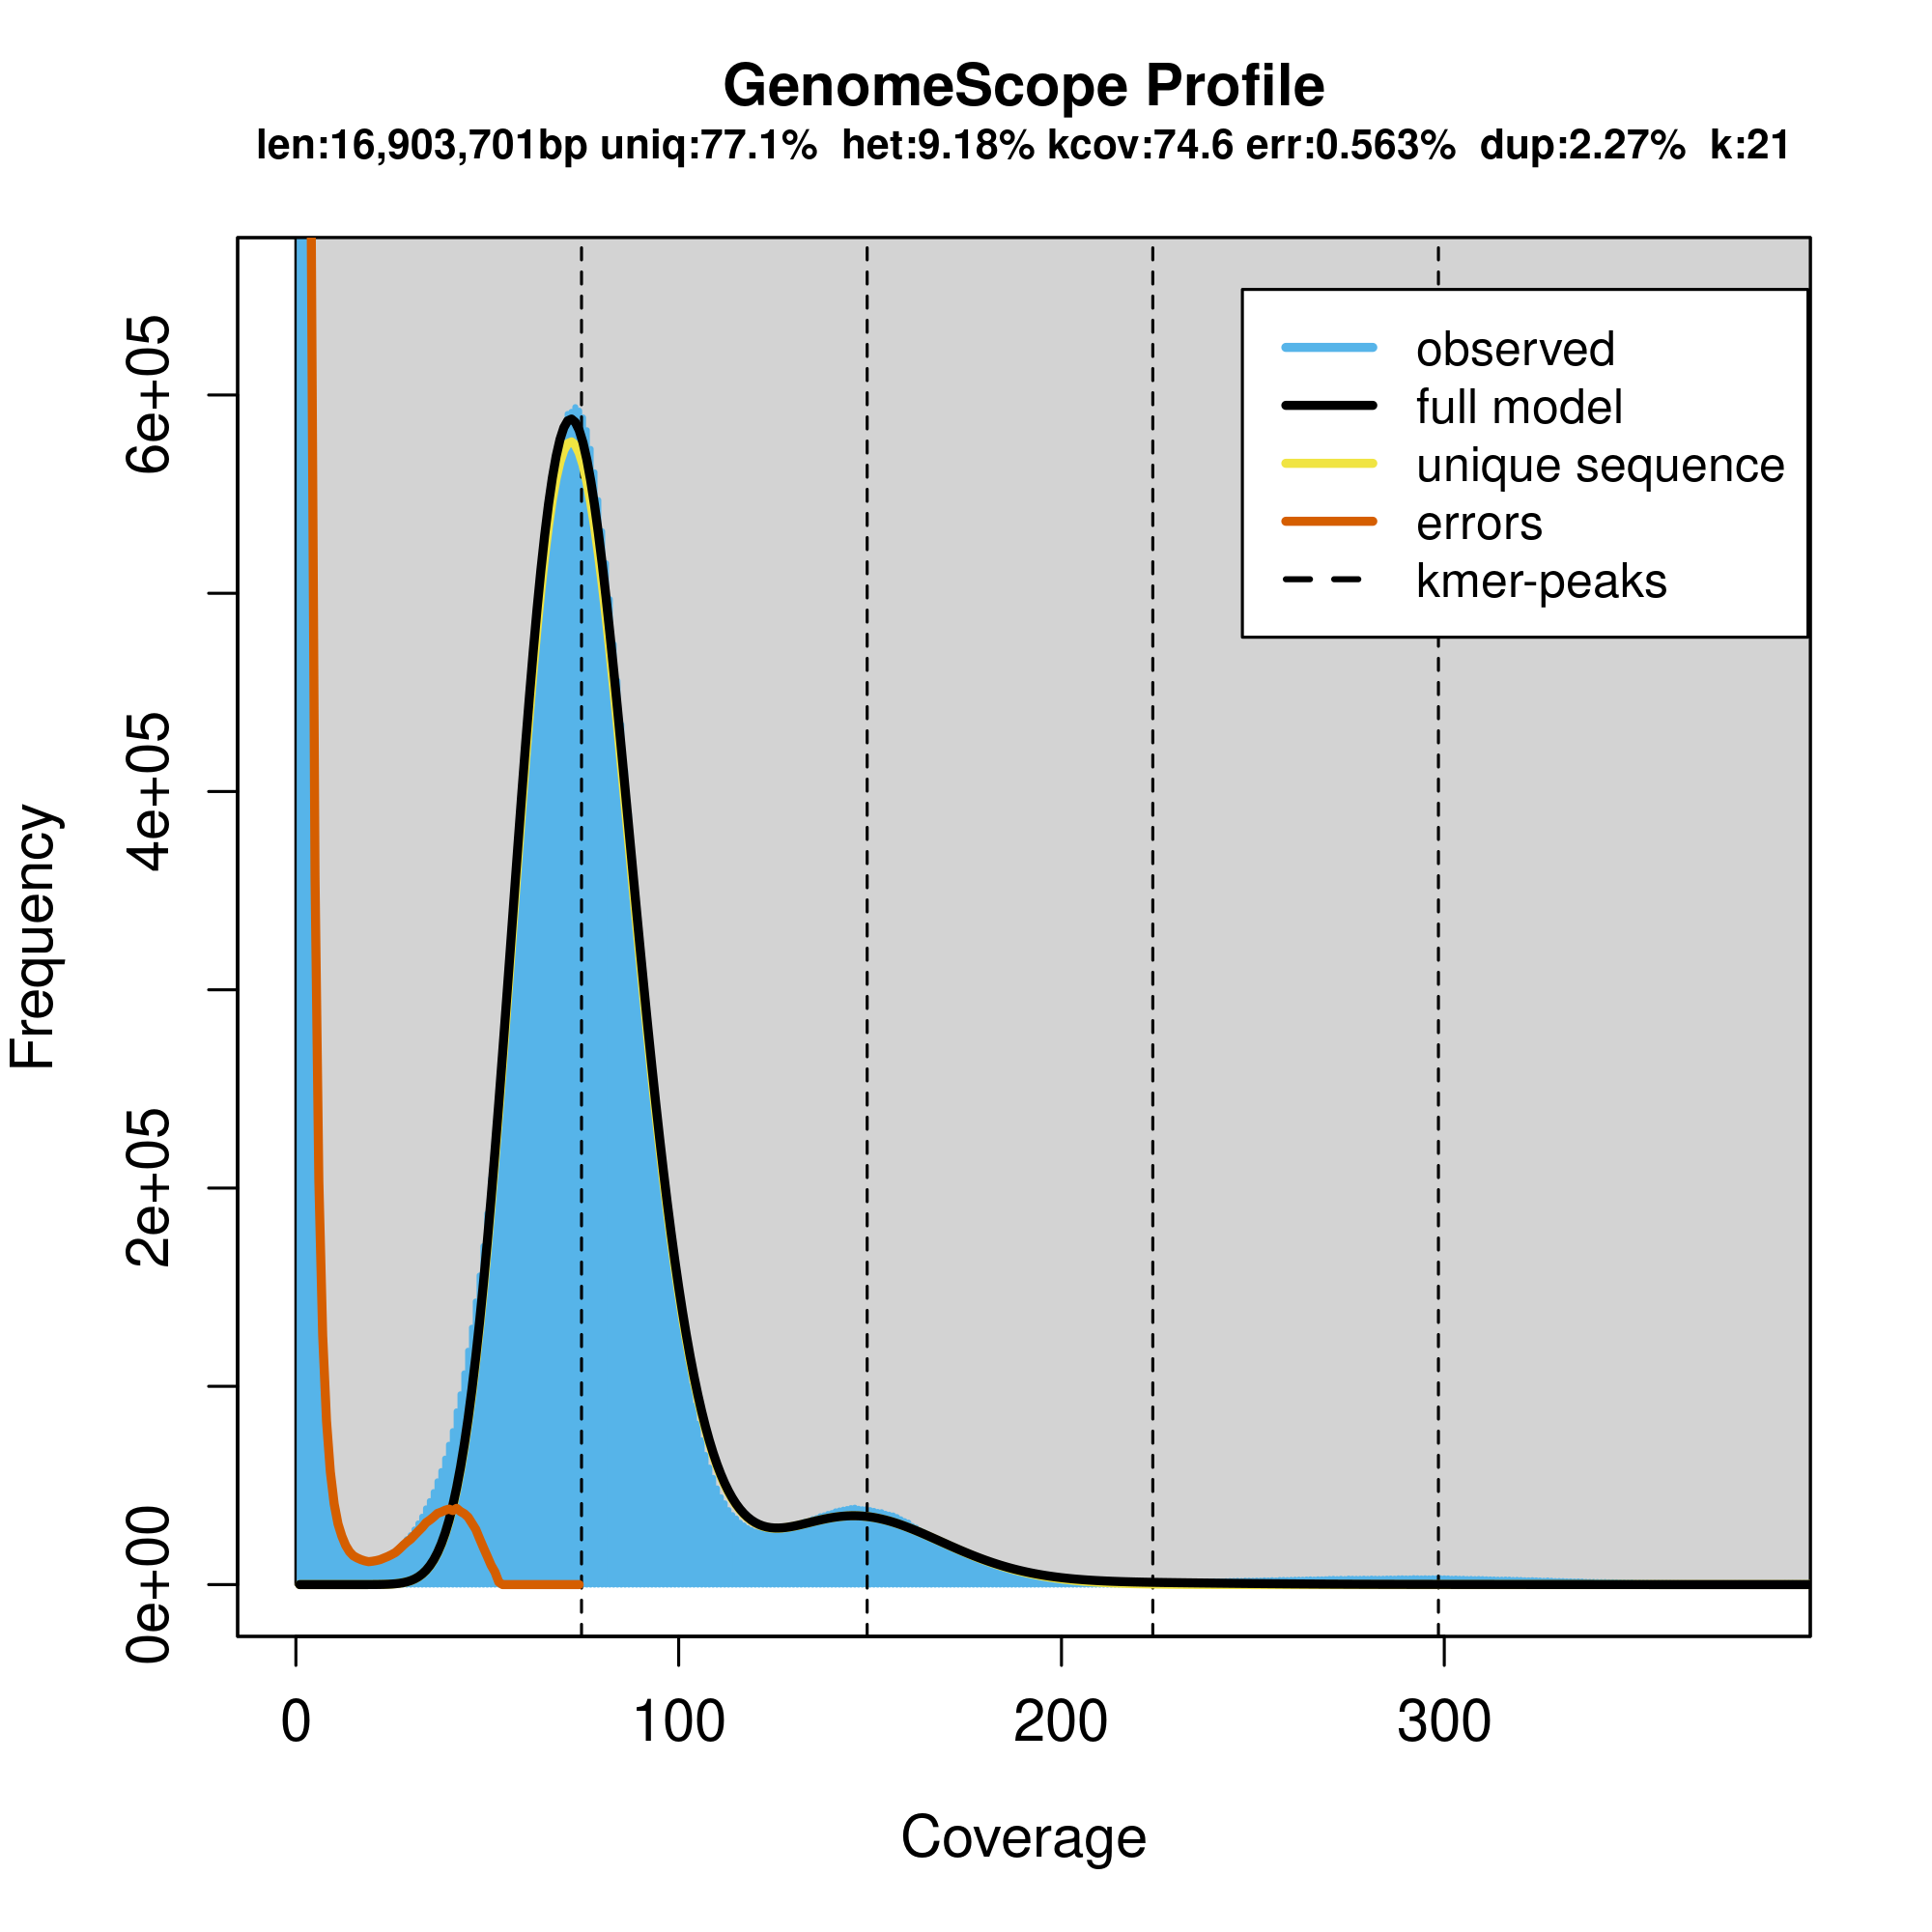 GenomeScope Profile
len:16,903,701bp uniq:77.1% het:9.18% kcov:74.6 err:0.563% dup:2.27% k:21
observed
full model
unique sequence
errors
kmer-peaks
Frequency
6e+05
4e+05
2e+05
0e+00
0 100 200 300
Coverage